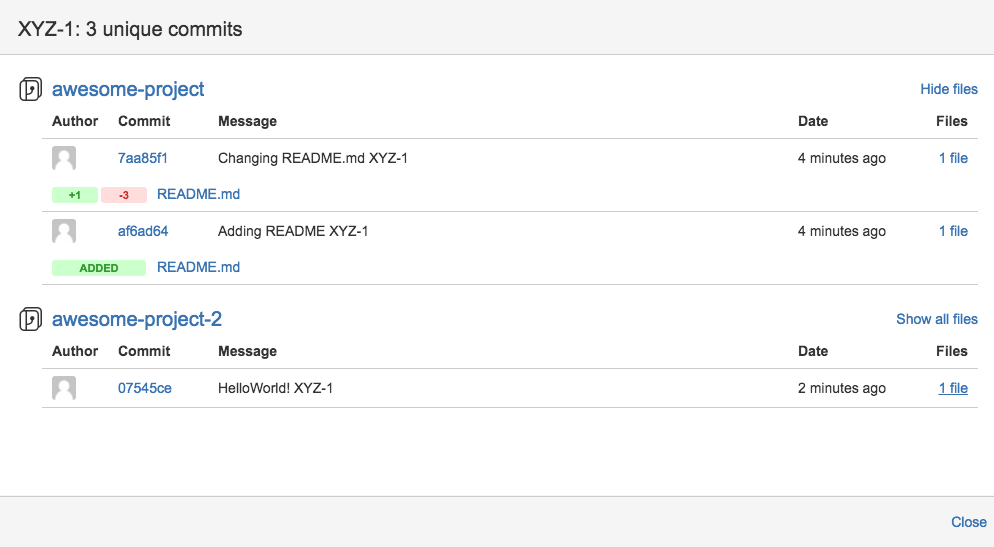 XYZ-1: 3 unique commits
awesome-project Hide files
Author Commit Message Date Files
7aa85f1 Changing README.md XYZ-1 4 minutes ago 1 file
+1 -3 README.md
af6ad64 Adding README XYZ-1 4 minutes ago 1 file
ADDED README.md
awesome-project-2 Show all files
Author Commit Message Date Files
07545ce HelloWorld! XYZ-1 2 minutes ago 1 file
Close